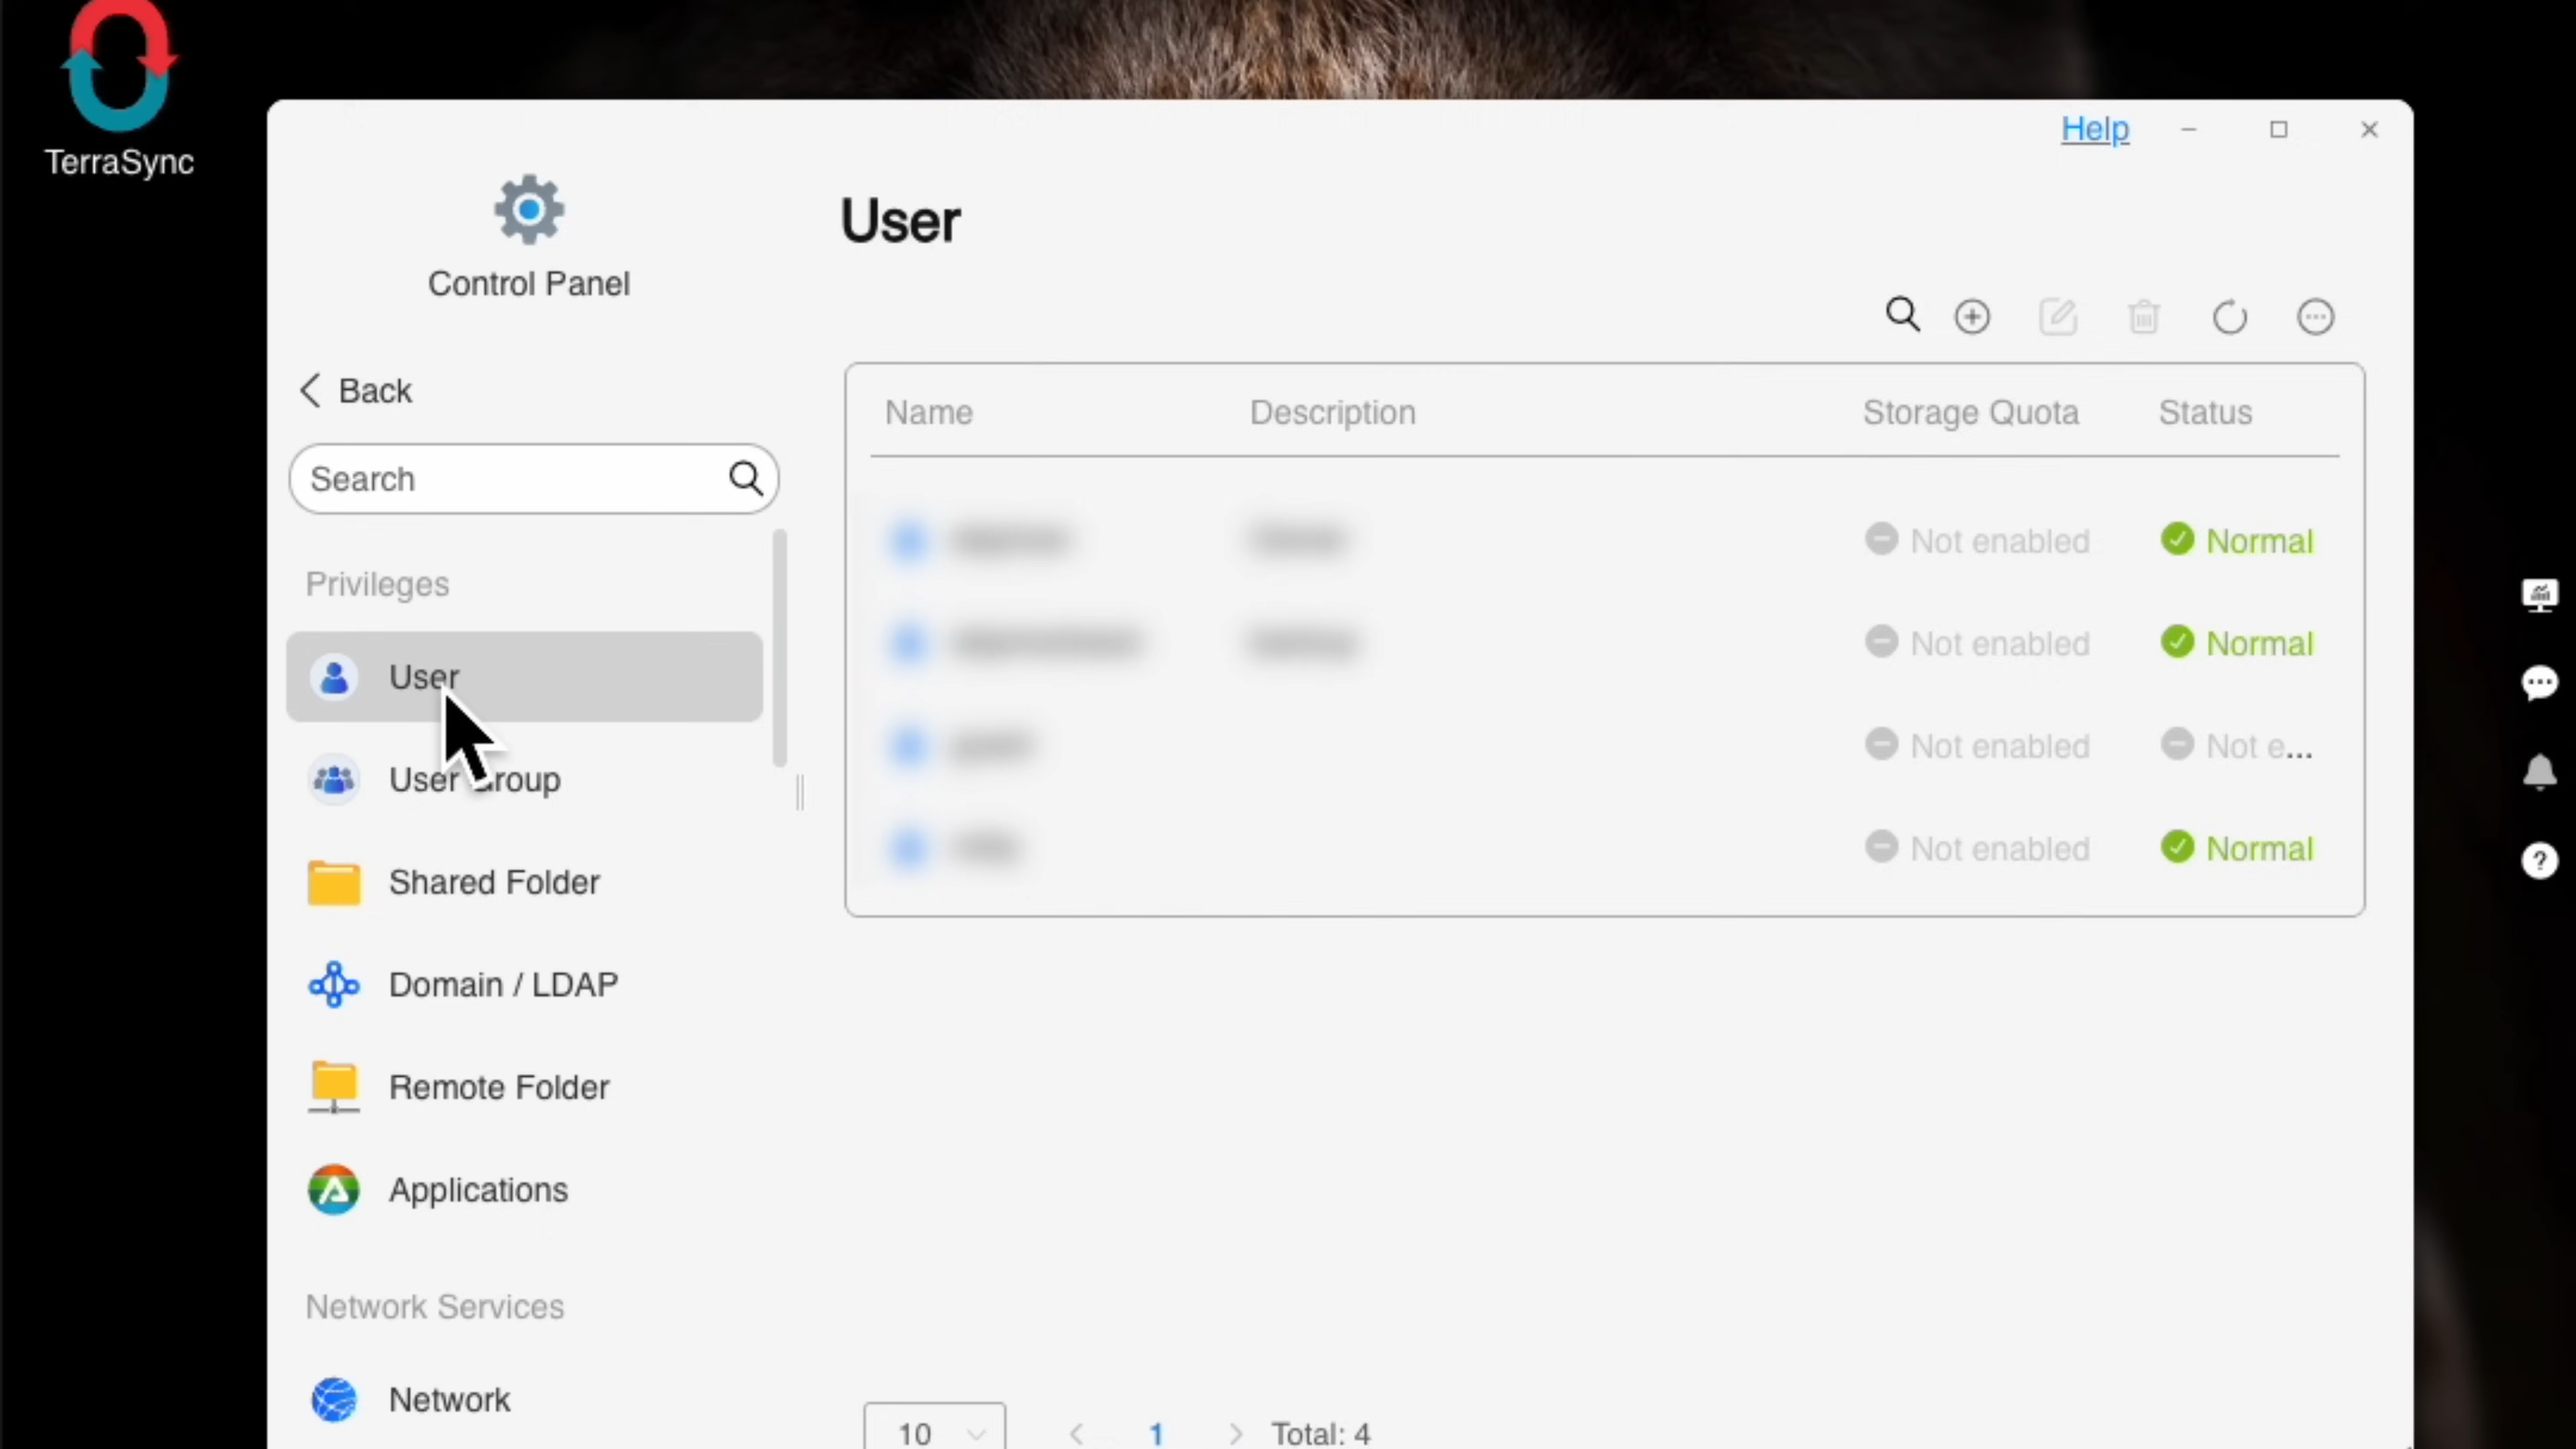 TerraSync
Help
Control Panel
User
Back
Search
Name Description Storage Quota Status
Privileges
Not enabled Normal
User
Not enabled Normal
User Group
Not enabled Not e...
Shared Folder
Not enabled Normal
Domain / LDAP
Remote Folder
Applications
Network Services
Network
10 1 Total: 4